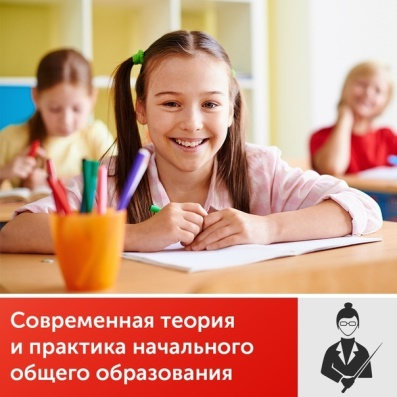 Современная теория
и практика начального
общего образования